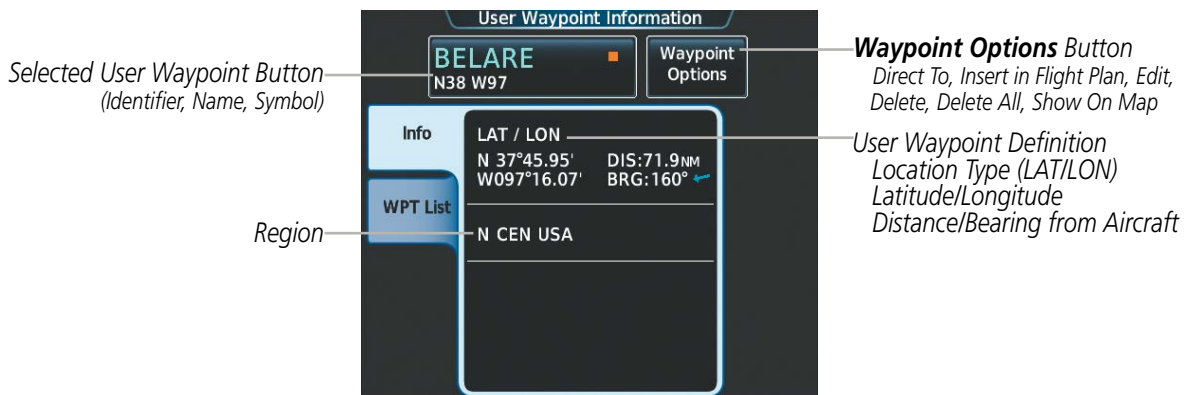 User Waypoint Information
Selected User Waypoint Button
(Identifier, Name, Symbol)
BELARE
N38 W97
Waypoint
Options
Waypoint Options Button
Direct To, Insert in Flight Plan, Edit,
Delete, Delete All, Show On Map
Info
WPT List
LAT / LON
N 37°45.95' DIS:71.9NM
W097°16.07' BRG:160°
User Waypoint Definition
Location Type (LAT/LON)
Latitude/Longitude
Distance/Bearing from Aircraft
Region
N CEN USA